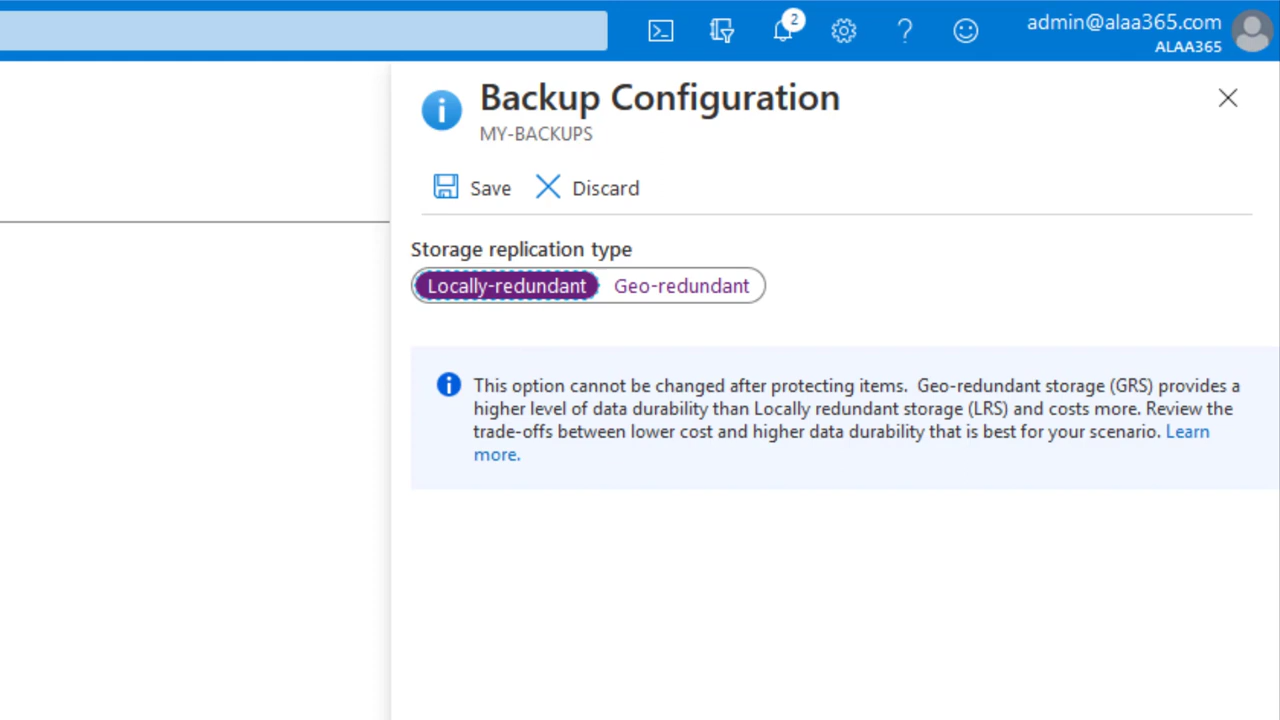 2
admin@alaa365.com
ALAA365
Backup Configuration
MY-BACKUPS
Save Discard
Storage replication type
Locally-redundant Geo-redundant
This option cannot be changed after protecting items.  Geo-redundant storage (GRS) provides a
higher level of data durability than Locally redundant storage (LRS) and costs more. Review the
trade-offs between lower cost and higher data durability that is best for your scenario. Learn
more.